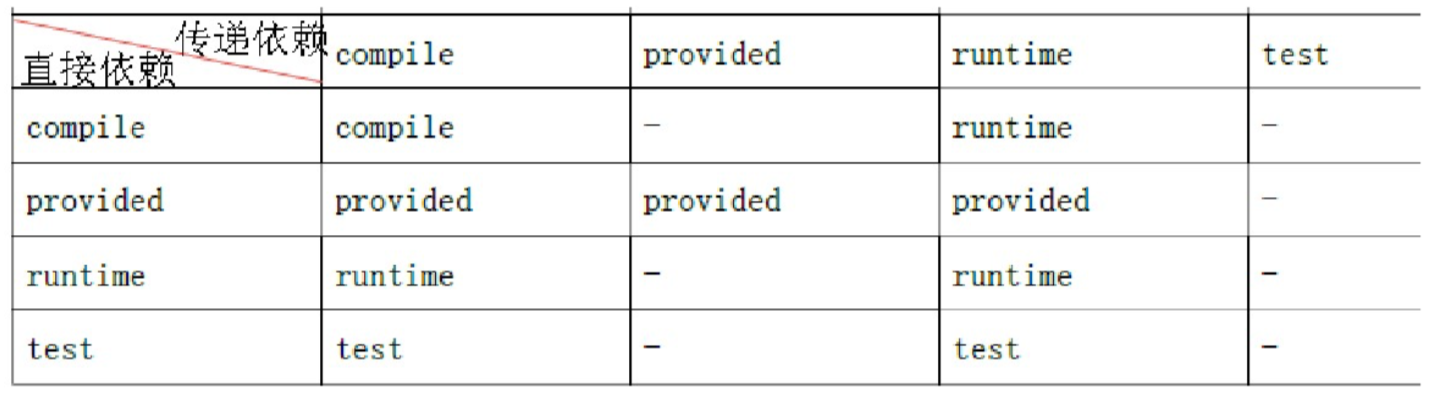 传递依赖
直接依赖 compile provided runtime test
compile compile - runtime -
provided provided provided provided -
runtime runtime - runtime -
test test - test -